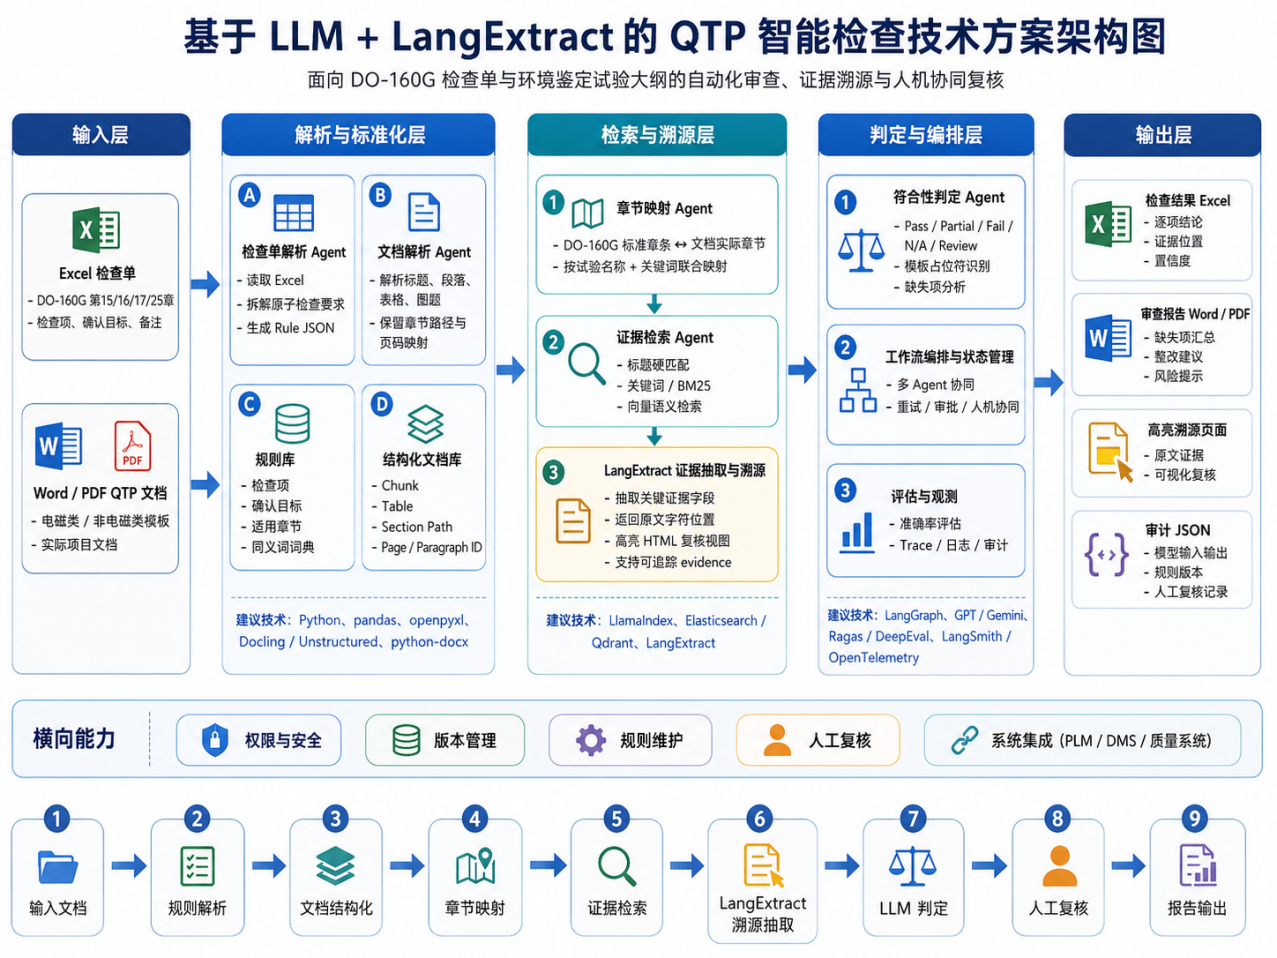 基于 LLM + LangExtract 的 QTP 智能检查技术方案架构图
面向 DO-160G 检查单与环境鉴定试验大纲的自动化审查、证据溯源与人机协同复核
输入层
Excel 检查单
- DO-160G 第15/16/17/25章
- 检查项、确认目标、备注
Word / PDF QTP 文档
- 电磁类 / 非电磁类模板
- 实际项目文档
解析与标准化层
A
检查单解析 Agent
- 读取 Excel
- 拆解原子检查要求
- 生成 Rule JSON
B
文档解析 Agent
- 解析标题、段落、
表格、图题
- 保留章节路径与
页码映射
C
规则库
- 检查项
- 确认目标
- 适用章节
- 同义词词典
D
结构化文档库
- Chunk
- Table
- Section Path
- Page / Paragraph ID
建议技术：Python、pandas、openpyxl、
Docling / Unstructured、python-docx
检索与溯源层
1
章节映射 Agent
- DO-160G 标准章条 ↔ 文档实际章节
- 按试验名称 + 关键词联合映射
2
证据检索 Agent
- 标题硬匹配
- 关键词 / BM25
- 向量语义检索
3
LangExtract 证据抽取与溯源
- 抽取关键证据字段
- 返回原文字符位置
- 高亮 HTML 复核视图
- 支持可追踪 evidence
建议技术：LlamaIndex、Elasticsearch /
Qdrant、LangExtract
判定与编排层
1
符合性判定 Agent
- Pass / Partial / Fail /
N/A / Review
- 模板占位符识别
- 缺失项分析
2
工作流编排与状态管理
- 多 Agent 协同
- 重试 / 审批 / 人机协同
3
评估与观测
- 准确率评估
- Trace / 日志 / 审计
建议技术：LangGraph、GPT / Gemini、
Ragas / DeepEval、LangSmith /
OpenTelemetry
输出层
检查结果 Excel
- 逐项结论
- 证据位置
- 置信度
审查报告 Word / PDF
- 缺失项汇总
- 整改建议
- 风险提示
高亮溯源页面
- 原文证据
- 可视化复核
审计 JSON
- 模型输入输出
- 规则版本
- 人工复核记录
横向能力
权限与安全
版本管理
规则维护
人工复核
系统集成 (PLM / DMS / 质量系统)
1
输入文档
2
规则解析
3
文档结构化
4
章节映射
5
证据检索
6
LangExtract
溯源抽取
7
LLM 判定
8
人工复核
9
报告输出